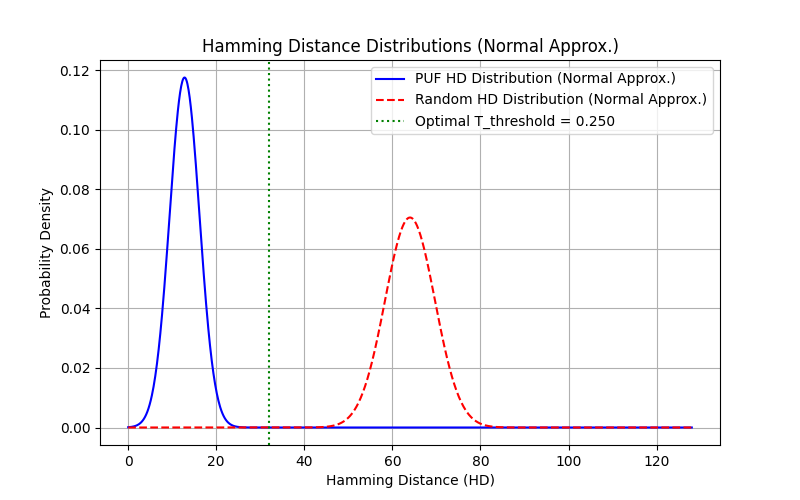 Hamming Distance Distributions (Normal Approx.)
PUF HD Distribution (Normal Approx.)
Random HD Distribution (Normal Approx.)
Optimal T_threshold = 0.250
Probability Density
0.12
0.10
0.08
0.06
0.04
0.02
0.00
0 20 40 60 80 100 120
Hamming Distance (HD)